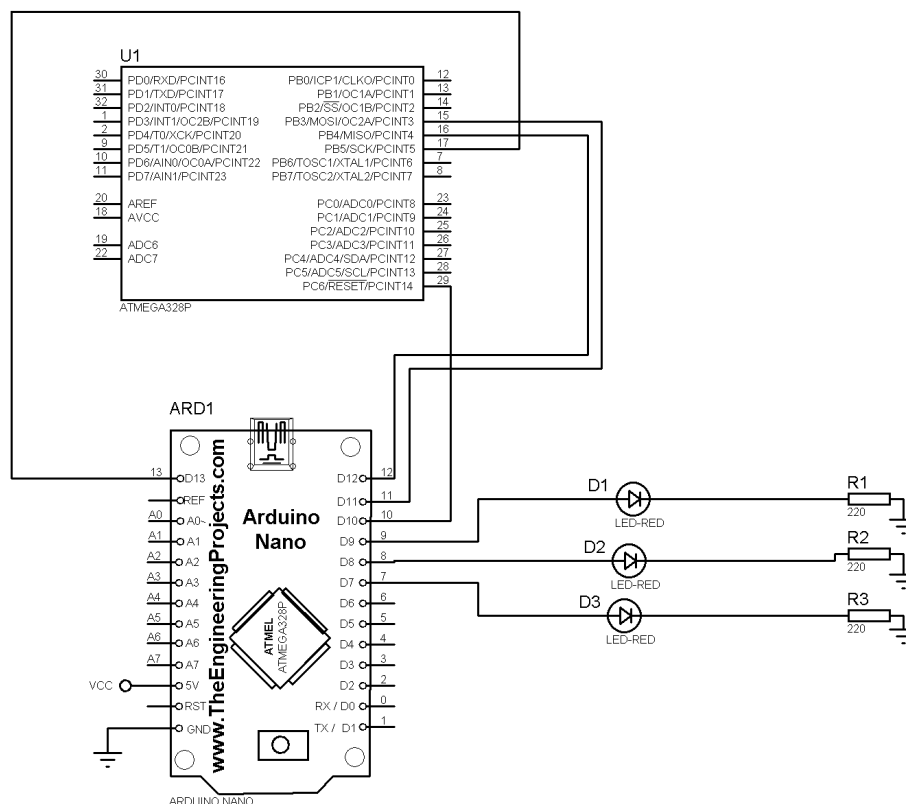 U1
30 PD0/RXD/PCINT16 PB0/ICP1/CLKO/PCINT0 12
31 PD1/TXD/PCINT17 PB1/OC1A/PCINT1 13
32 PD2/INT0/PCINT18 PB2/SS/OC1B/PCINT2 14
1 PD3/INT1/OC2B/PCINT19 PB3/MOSI/OC2A/PCINT3 15
2 PD4/T0/XCK/PCINT20 PB4/MISO/PCINT4 16
9 PD5/T1/OC0B/PCINT21 PB5/SCK/PCINT5 17
10 PD6/AIN0/OC0A/PCINT22 PB6/TOSC1/XTAL1/PCINT6 7
11 PD7/AIN1/PCINT23 PB7/TOSC2/XTAL2/PCINT7 8
20 AREF PC0/ADC0/PCINT8 23
18 AVCC PC1/ADC1/PCINT9 24
PC2/ADC2/PCINT10 25
19 ADC6 PC3/ADC3/PCINT11 26
22 ADC7 PC4/ADC4/SDA/PCINT12 27
PC5/ADC5/SCL/PCINT13 28
PC6/RESET/PCINT14 29
ATMEGA328P
ARD1
13 D13 D12 12
REF D11 11
A0 A0~ D10 10
A1 A1 D9 9
A2 A2 D8 8
A3 A3 D7 7
A4 A4 D6 6
A5 A5 D5 5
A6 A6 D4 4
A7 A7 D3 3
VCC 5V D2 2
RST RX / D0 0
GND TX / D1 1
www.TheEngineeringProjects.com
Arduino
Nano
ATMEL
ATMEGA328P
ARDUINO NANO
D1 R1
LED-RED 220
D2 R2
LED-RED 220
D3 R3
LED-RED 220